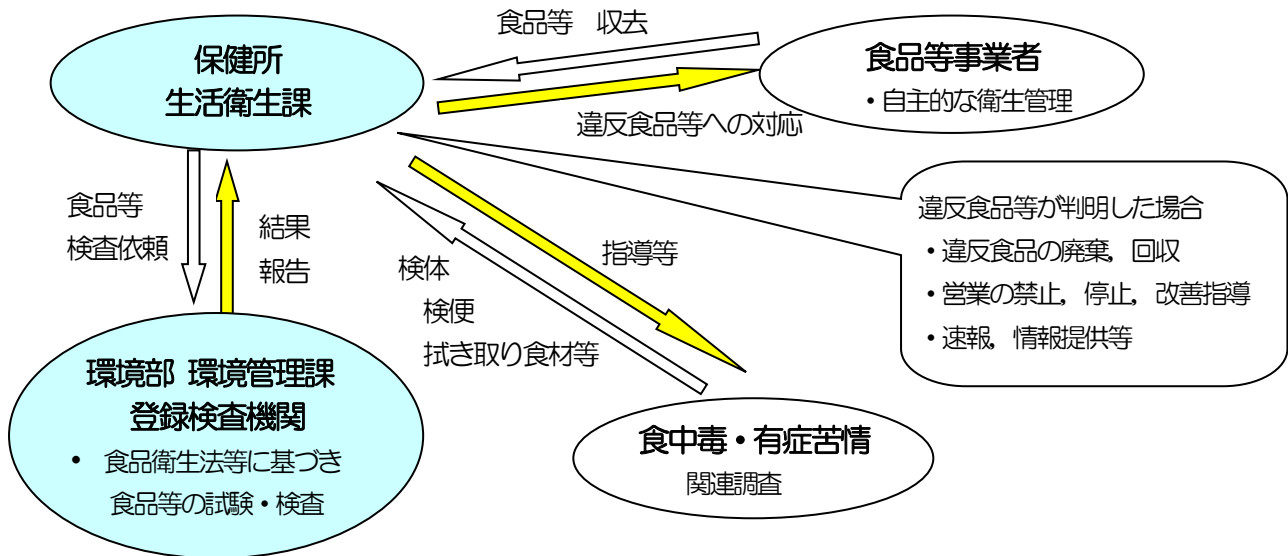 食品等 収去
保健所
生活衛生課
食品等事業者
・自主的な衛生管理
違反食品等への対応
食品等
検査依頼
結果
報告
指導等
検体
検便
拭き取り食材等
違反食品等が判明した場合
・違反食品の廃棄，回収
・営業の禁止，停止，改善指導
・速報，情報提供等
環境部 環境管理課
登録検査機関
・ 食品衛生法等に基づき
食品等の試験・検査
食中毒・有症苦情
関連調査